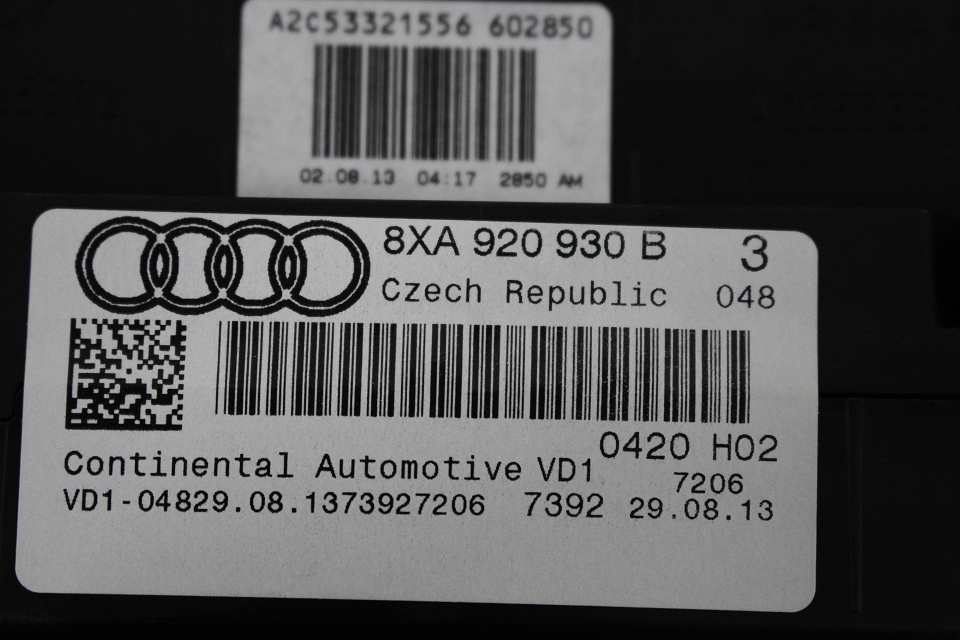 A2C53321556 602850
02.08.13 04:17 2850 AM
8XA 920 930 B 3
Czech Republic 048
0420 H02
Continental Automotive VD1 7206
VD1-04829.08.1373927206 7392 29.08.13